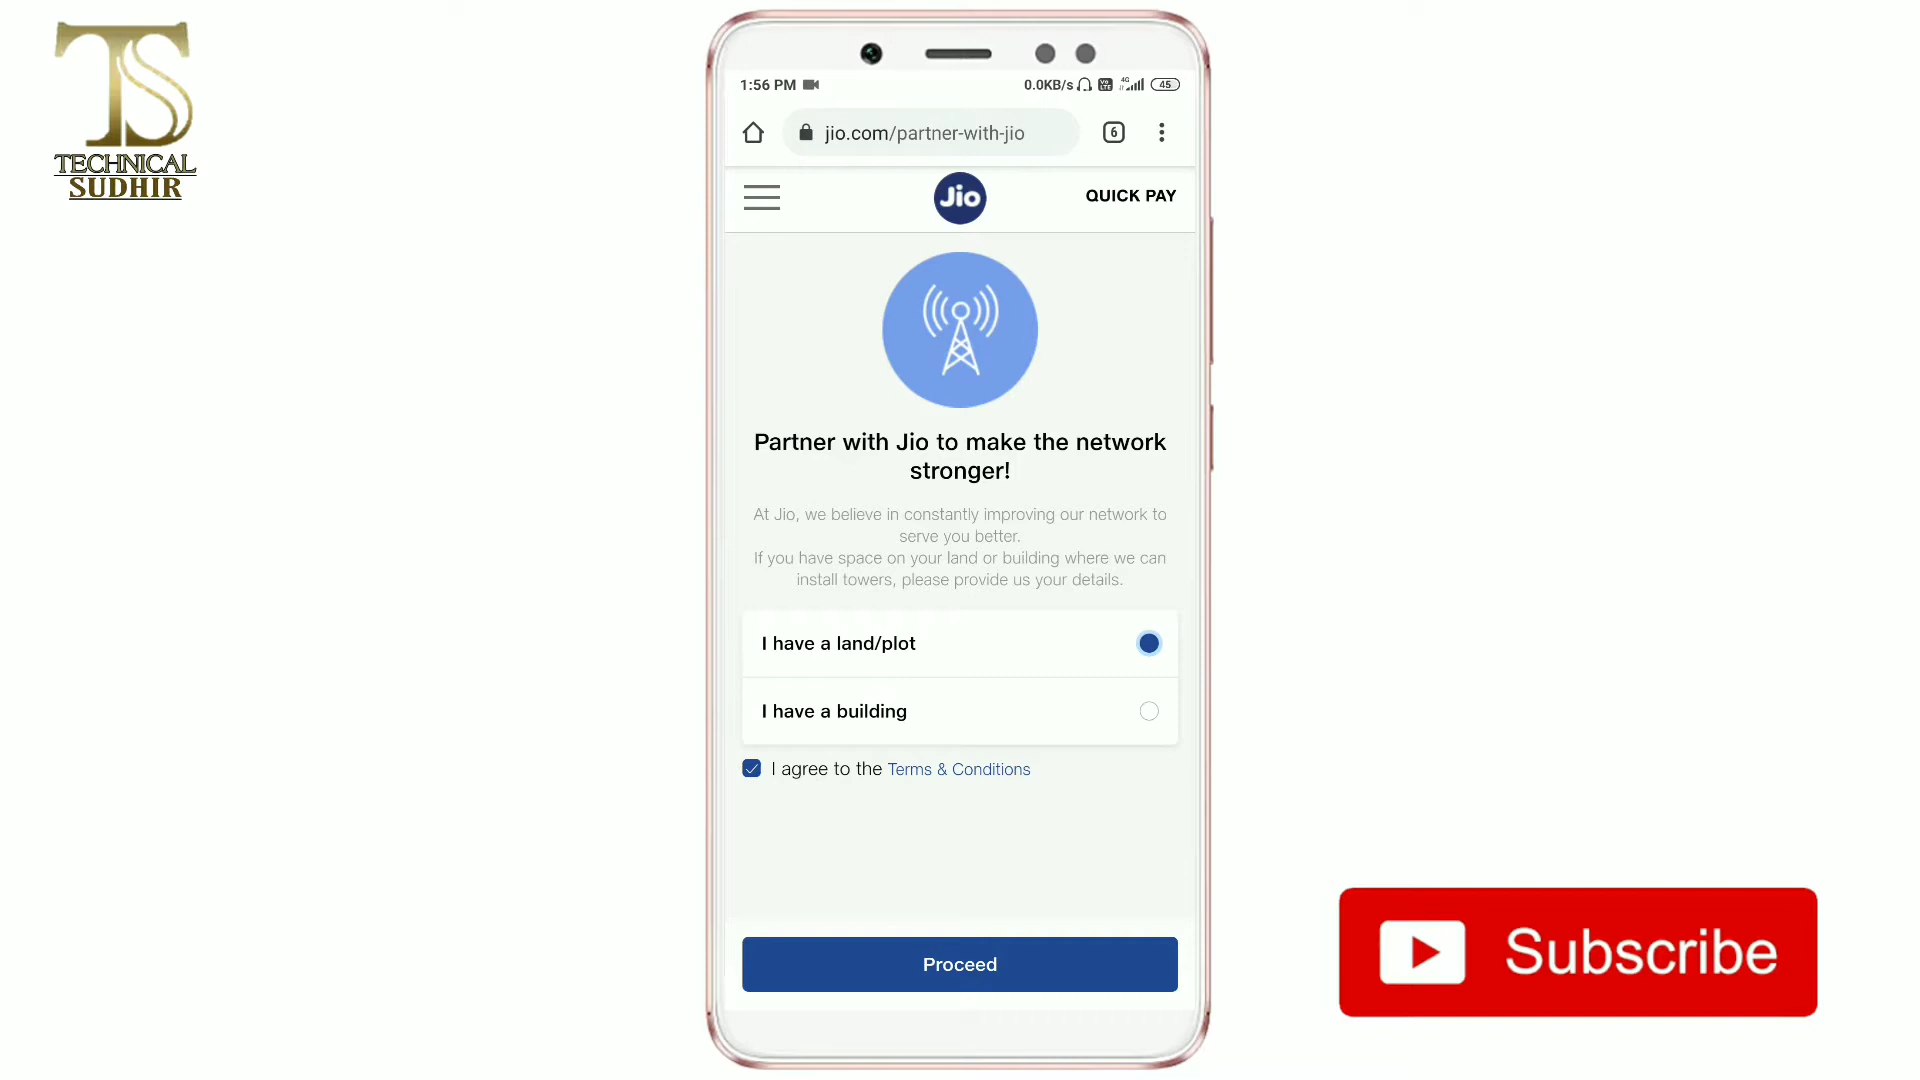 TS
TECHNICAL
SUDHIR
1:56 PM
0.0KB/s
4G
45
jio.com/partner-with-jio
6
Jio
QUICK PAY
Partner with Jio to make the network
stronger!
At Jio, we believe in constantly improving our network to
serve you better.
If you have space on your land or building where we can
install towers, please provide us your details.
I have a land/plot
I have a building
I agree to the Terms & Conditions
Proceed
Subscribe